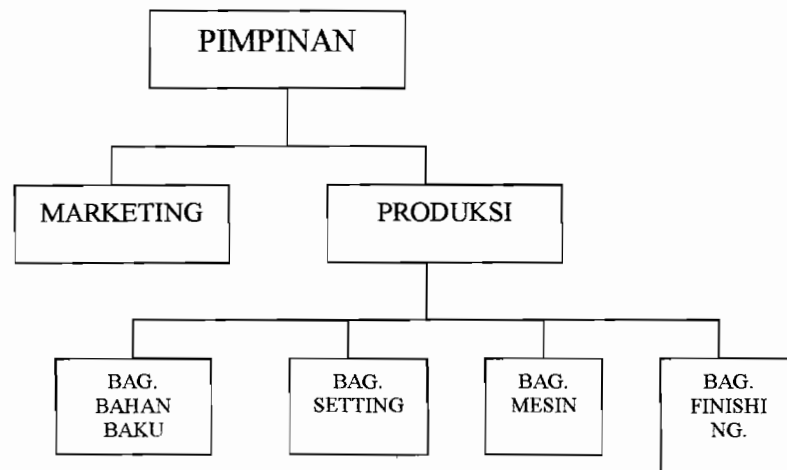 PIMPINAN
MARKETING
PRODUKSI
BAG.
BAHAN
BAKU
BAG.
SETTING
BAG.
MESIN
BAG.
FINISHI
NG.